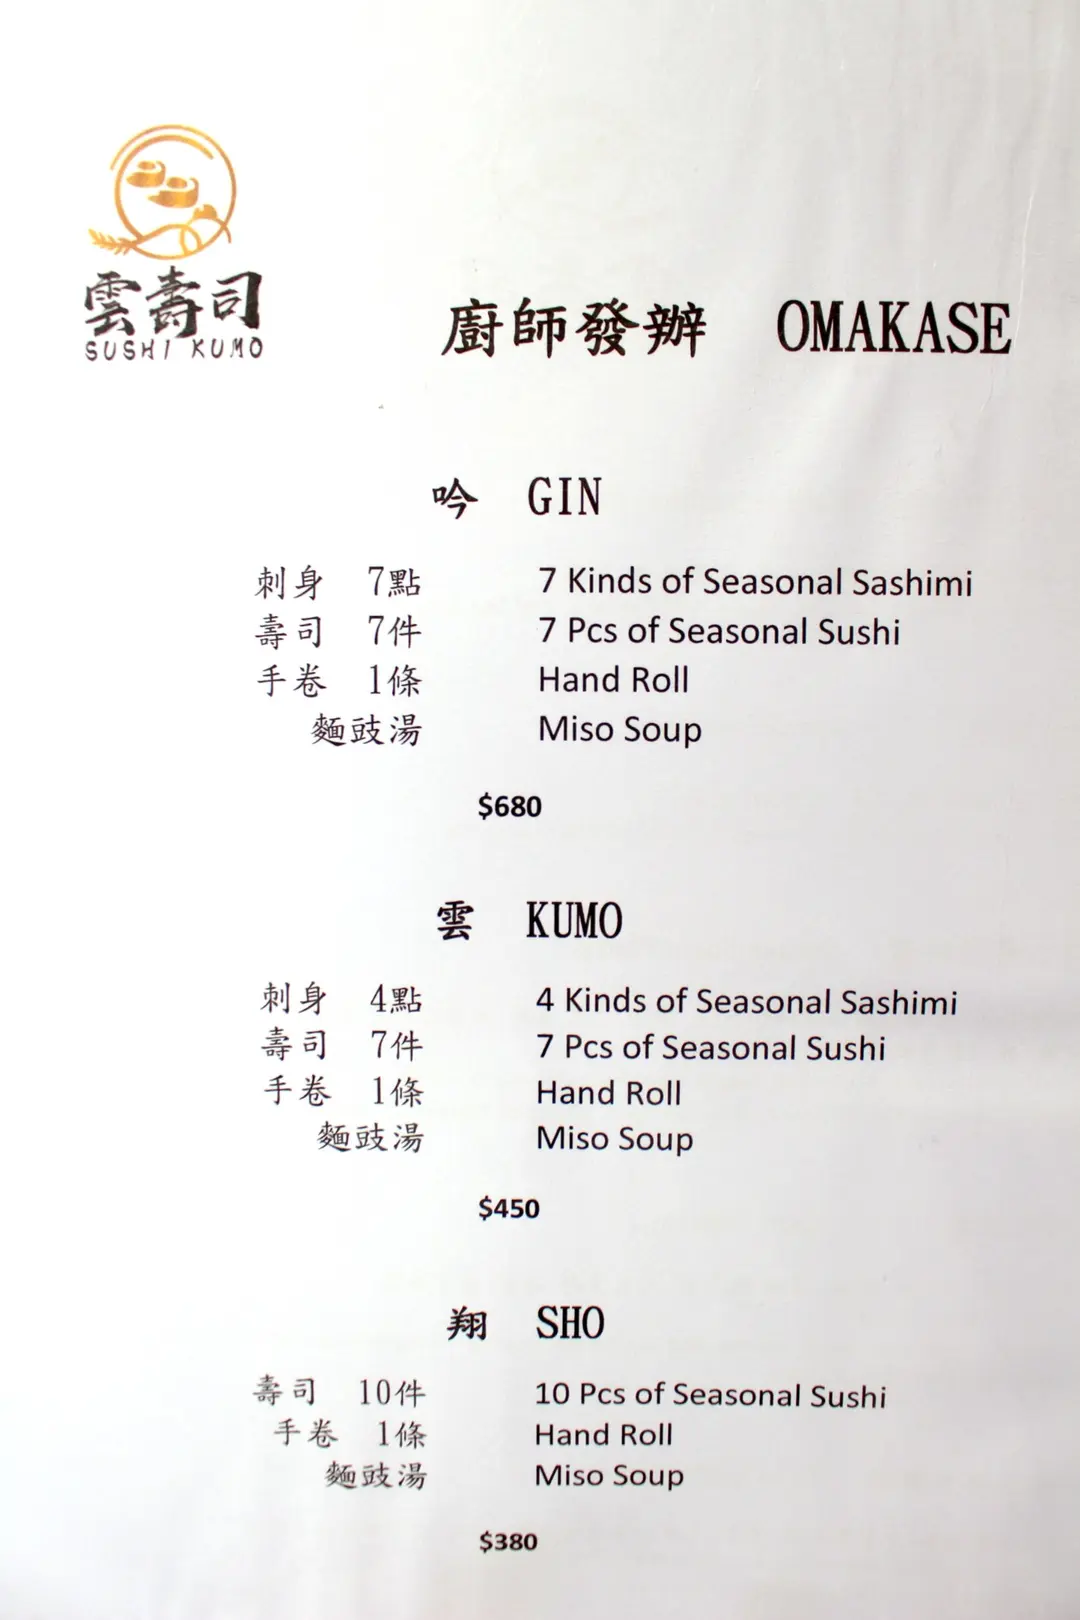 雲壽司
SUSHI KUMO
廚師發辦 OMAKASE
吟 GIN
刺身 7點 7 Kinds of Seasonal Sashimi
壽司 7件 7 Pcs of Seasonal Sushi
手卷 1條 Hand Roll
麵豉湯 Miso Soup
$680
雲 KUMO
刺身 4點 4 Kinds of Seasonal Sashimi
壽司 7件 7 Pcs of Seasonal Sushi
手卷 1條 Hand Roll
麵豉湯 Miso Soup
$450
翔 SHO
壽司 10件 10 Pcs of Seasonal Sushi
手卷 1條 Hand Roll
麵豉湯 Miso Soup
$380